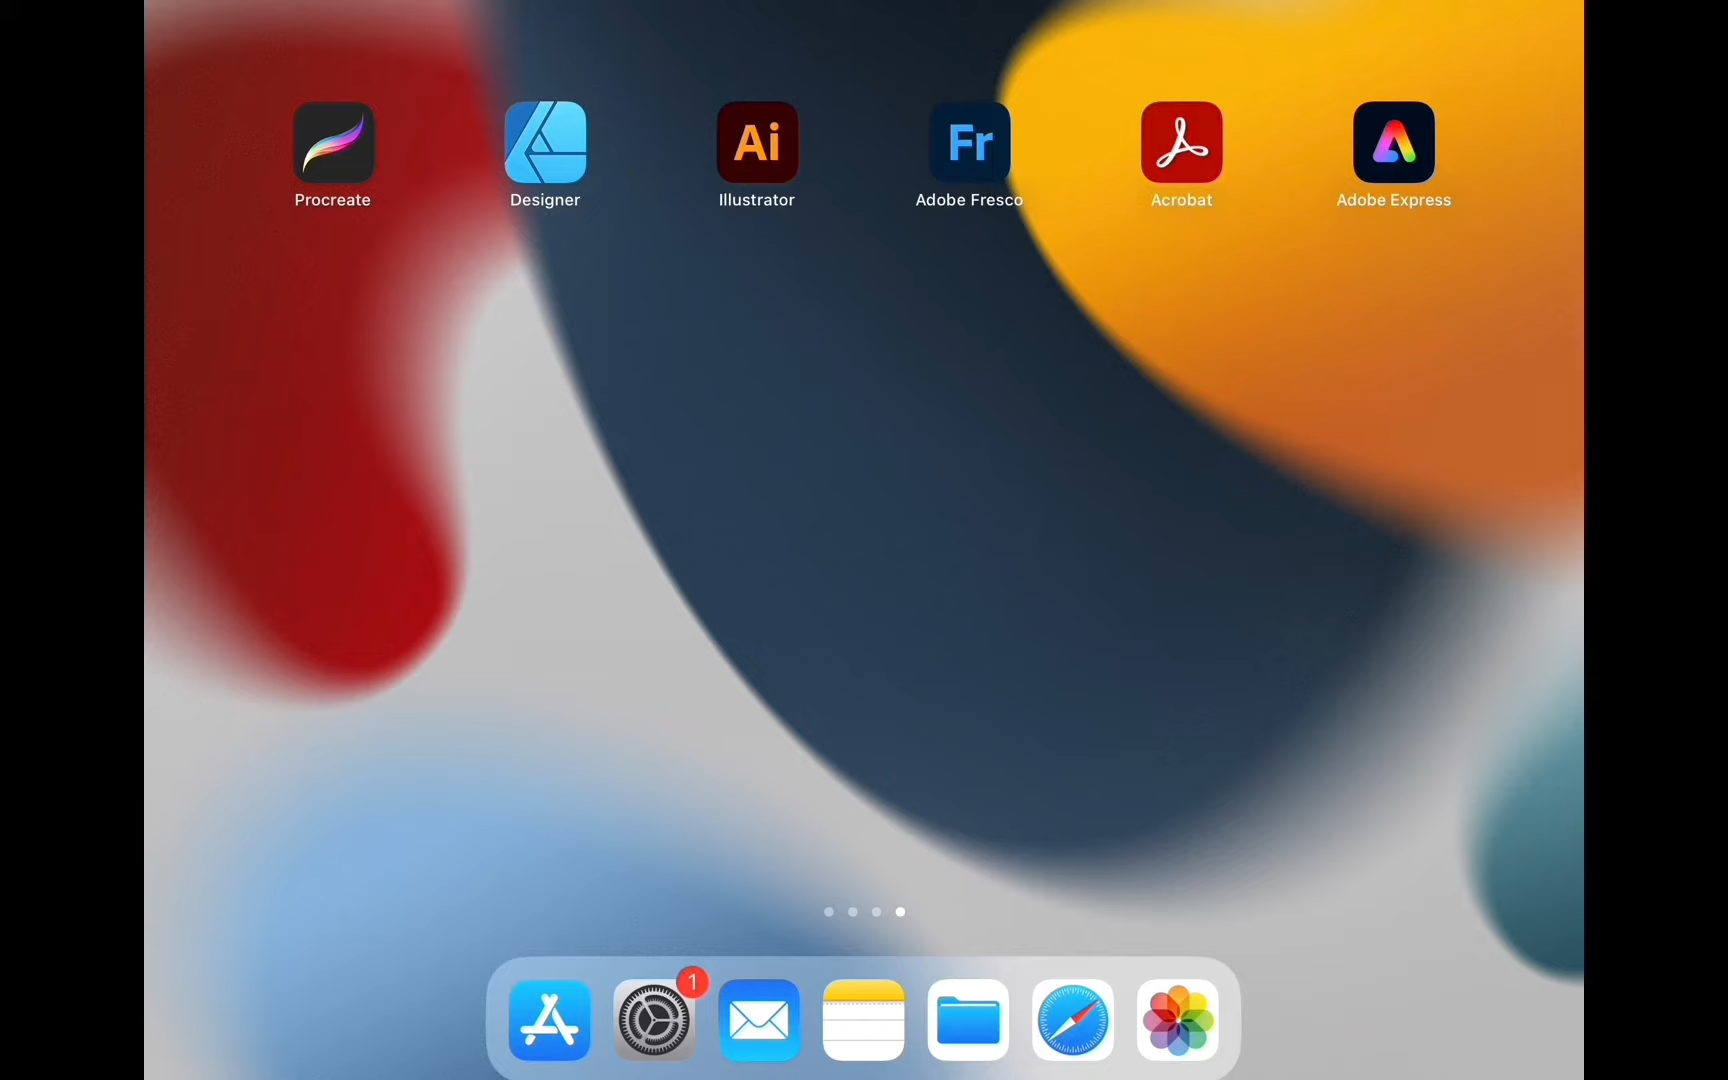 Ai
Fr
Procreate
Designer
Illustrator
Adobe Fresco
Acrobat
Adobe Express
1